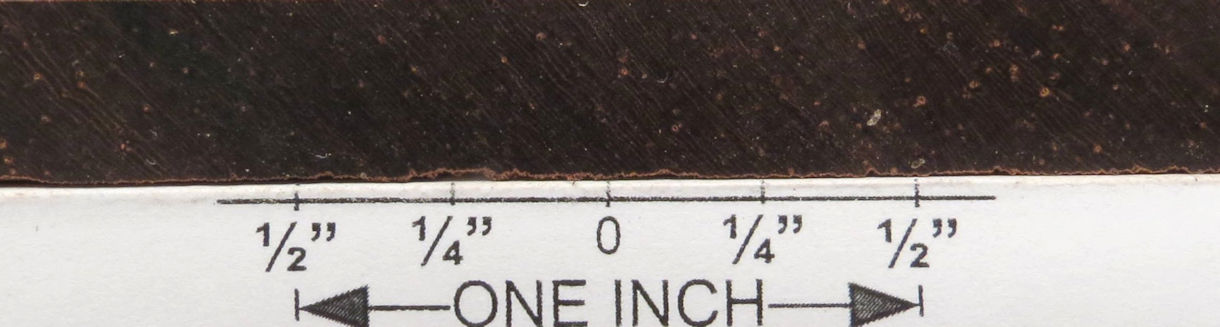 ½” ¼” 0 ¼” ½”
ONE INCH